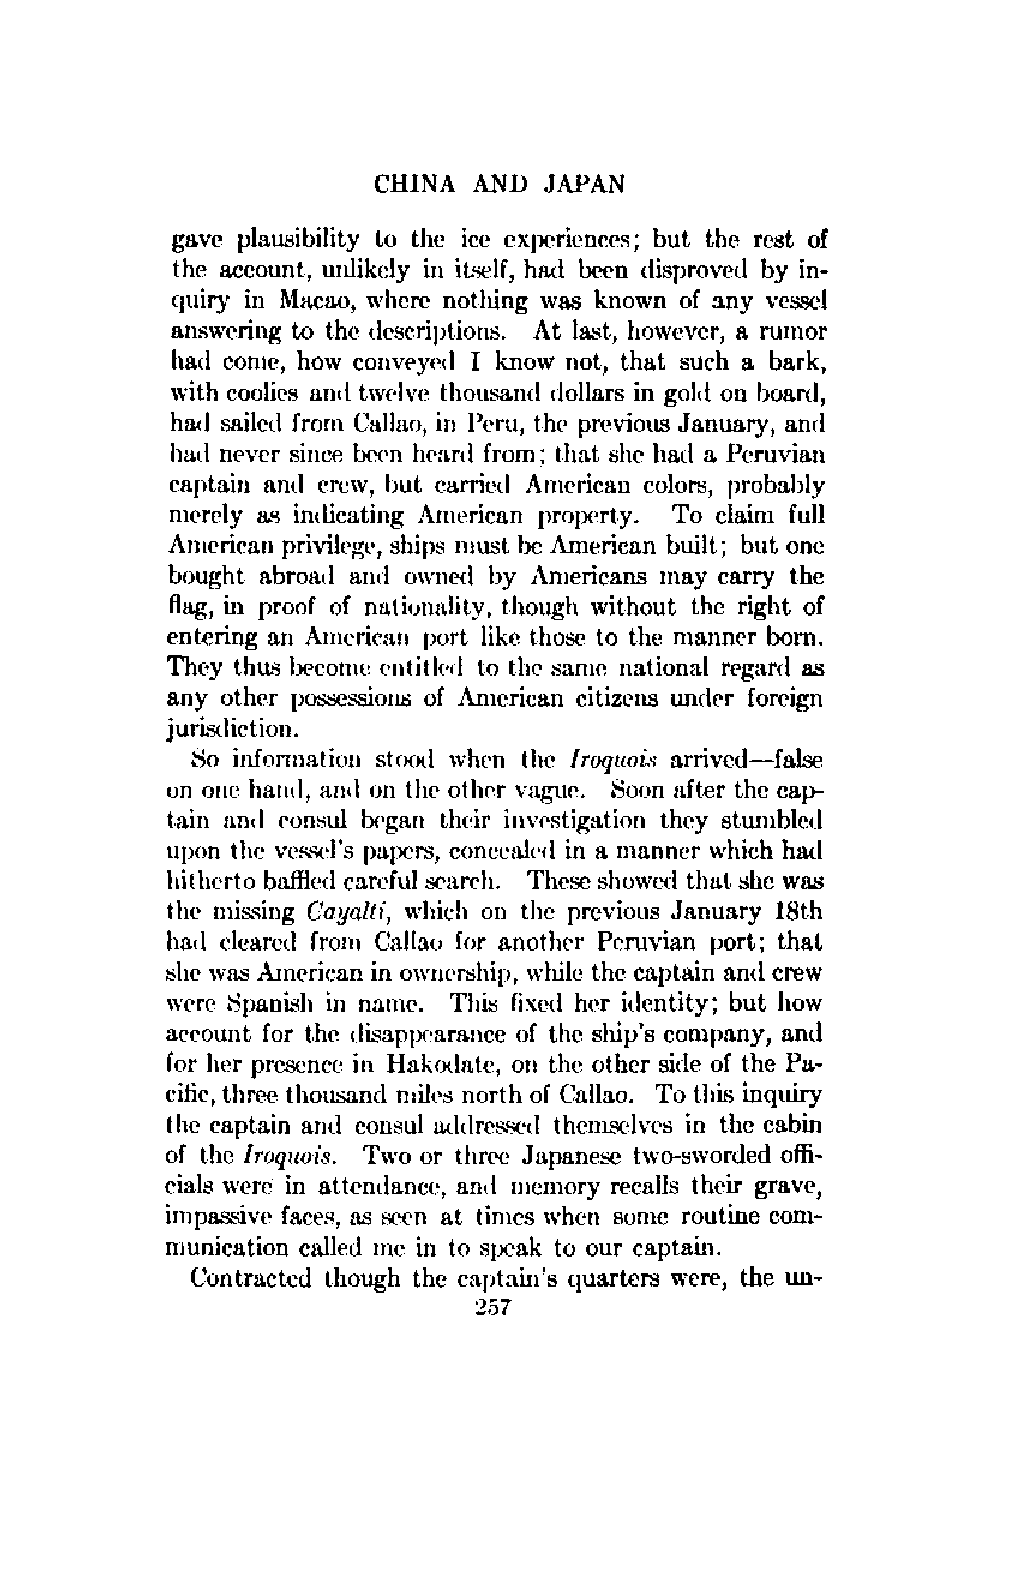 CHINA AND JAPAN
gave plausibility to the ice experiences; but the rest of
the account, unlikely in itself, had been disproved by in-
quiry in Macao, where nothing was known of any vessel
answering to the descriptions. At last, however, a rumor
had come, how conveyed I know not, that such a bark,
with coolies and twelve thousand dollars in gold on board,
had sailed from Callao, in Peru, the previous January, and
had never since been heard from; that she had a Peruvian
captain and crew, but carried American colors, probably
merely as indicating American property. To claim full
American privilege, ships must be American built; but one
bought abroad and owned by Americans may carry the
flag, in proof of nationality, though without the right of
entering an American port like those to the manner born.
They thus become entitled to the same national regard as
any other possessions of American citizens under foreign
jurisdiction.
So information stood when the Iroquois arrived—false
on one hand, and on the other vague. Soon after the cap-
tain and consul began their investigation they stumbled
upon the vessel's papers, concealed in a manner which had
hitherto baffled careful search. These showed that she was
the missing Cayalti, which on the previous January 18th
had cleared from Callao for another Peruvian port; that
she was American in ownership, while the captain and crew
were Spanish in name. This fixed her identity; but how
account for the disappearance of the ship's company, and
for her presence in Hakodate, on the other side of the Pa-
cific, three thousand miles north of Callao. To this inquiry
the captain and consul addressed themselves in the cabin
of the Iroquois. Two or three Japanese two-sworded offi-
cials were in attendance, and memory recalls their grave,
impassive faces, as seen at times when some routine com-
munication called me in to speak to our captain.
Contracted though the captain's quarters were, the un-
257